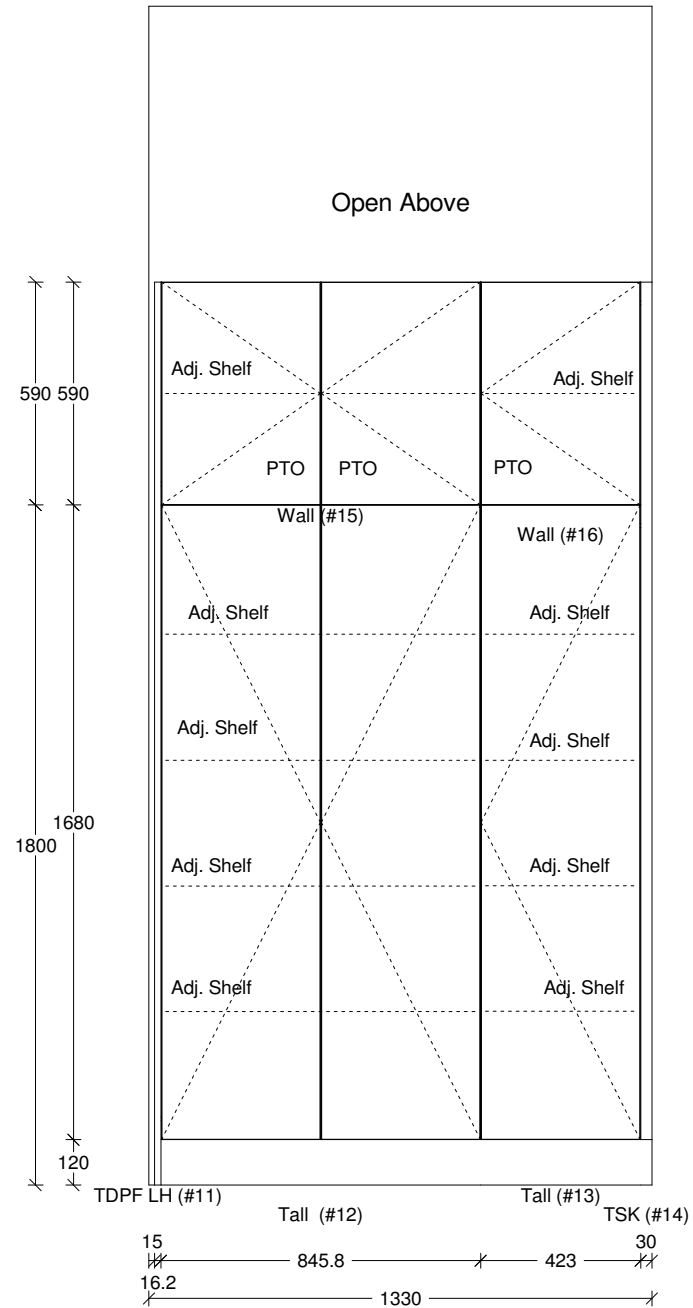 Open Above
Adj. Shelf
Adj. Shelf
590 590
PTO PTO PTO
Wall (#15)
Wall (#16)
Adj. Shelf Adj. Shelf
Adj. Shelf
Adj. Shelf
1680
1800
Adj. Shelf Adj. Shelf
Adj. Shelf Adj. Shelf
120
TDPF LH (#11) Tall (#13)
Tall (#12) TSK (#14)
15 30
845.8 423
16.2
1330